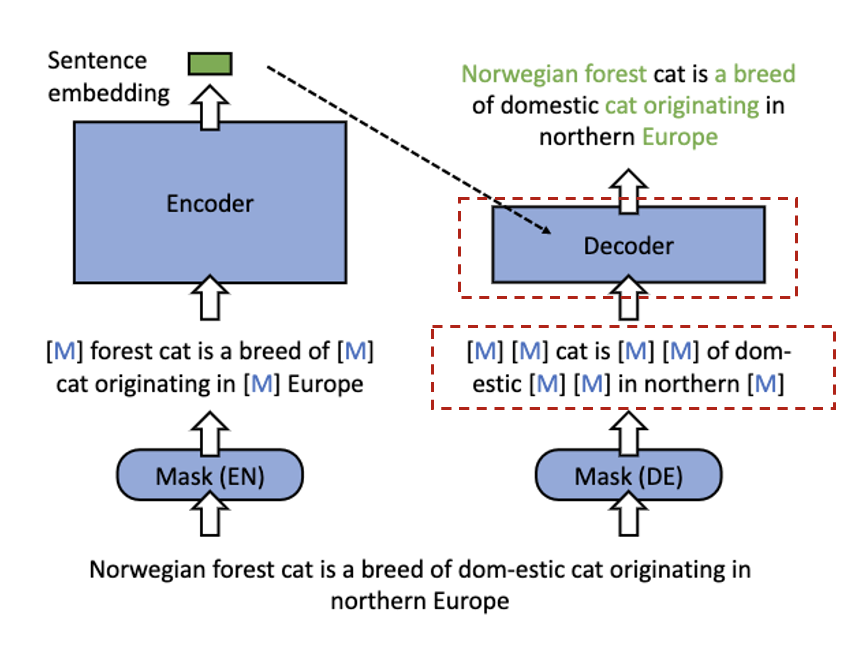 Sentence
embedding
Encoder
[M] forest cat is a breed of [M]
cat originating in [M] Europe
Mask (EN)
Norwegian forest cat is a breed
of domestic cat originating in
northern Europe
Decoder
[M] [M] cat is [M] [M] of dom-
estic [M] [M] in northern [M]
Mask (DE)
Norwegian forest cat is a breed of dom-estic cat originating in
northern Europe